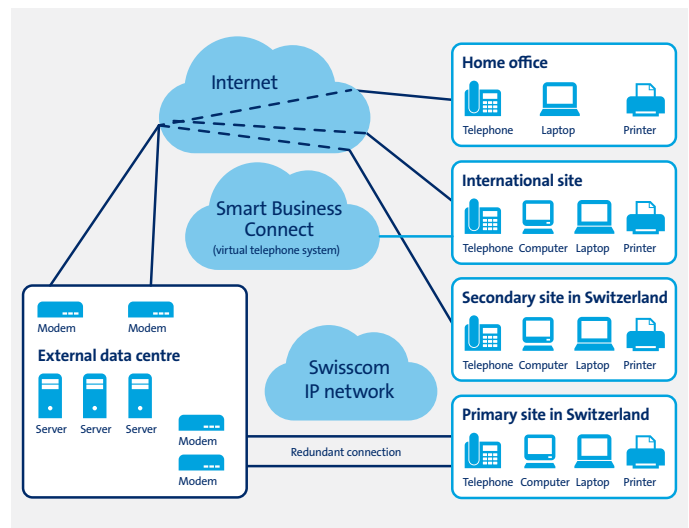 Internet
Smart Business
Connect
(virtual telephone system)
Swisscom
IP network
Modem Modem
External data centre
Server Server Server
Modem
Modem
Redundant connection
Home office
Telephone Laptop Printer
International site
Telephone Computer Laptop Printer
Secondary site in Switzerland
Telephone Computer Laptop Printer
Primary site in Switzerland
Telephone Computer Laptop Printer